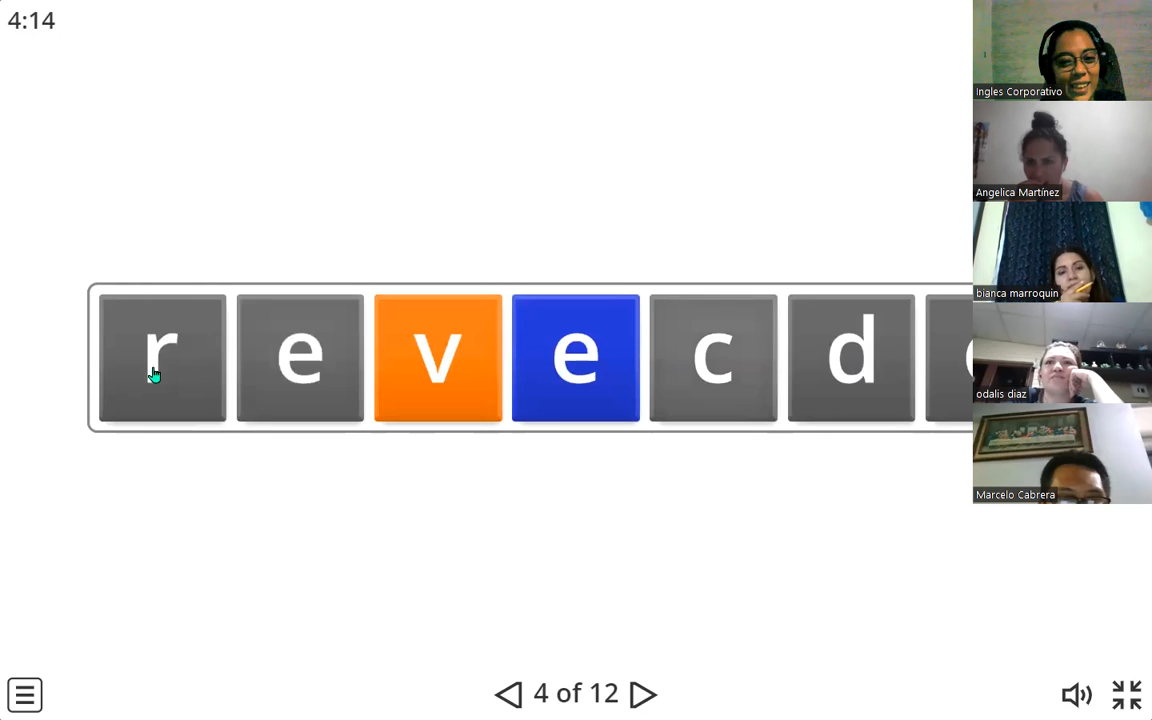 4:14
Ingles Corporativo
Angelica Martínez
bianca marroquin
odalis diaz
Marcelo Cabrera
r e v e c d
4 of 12